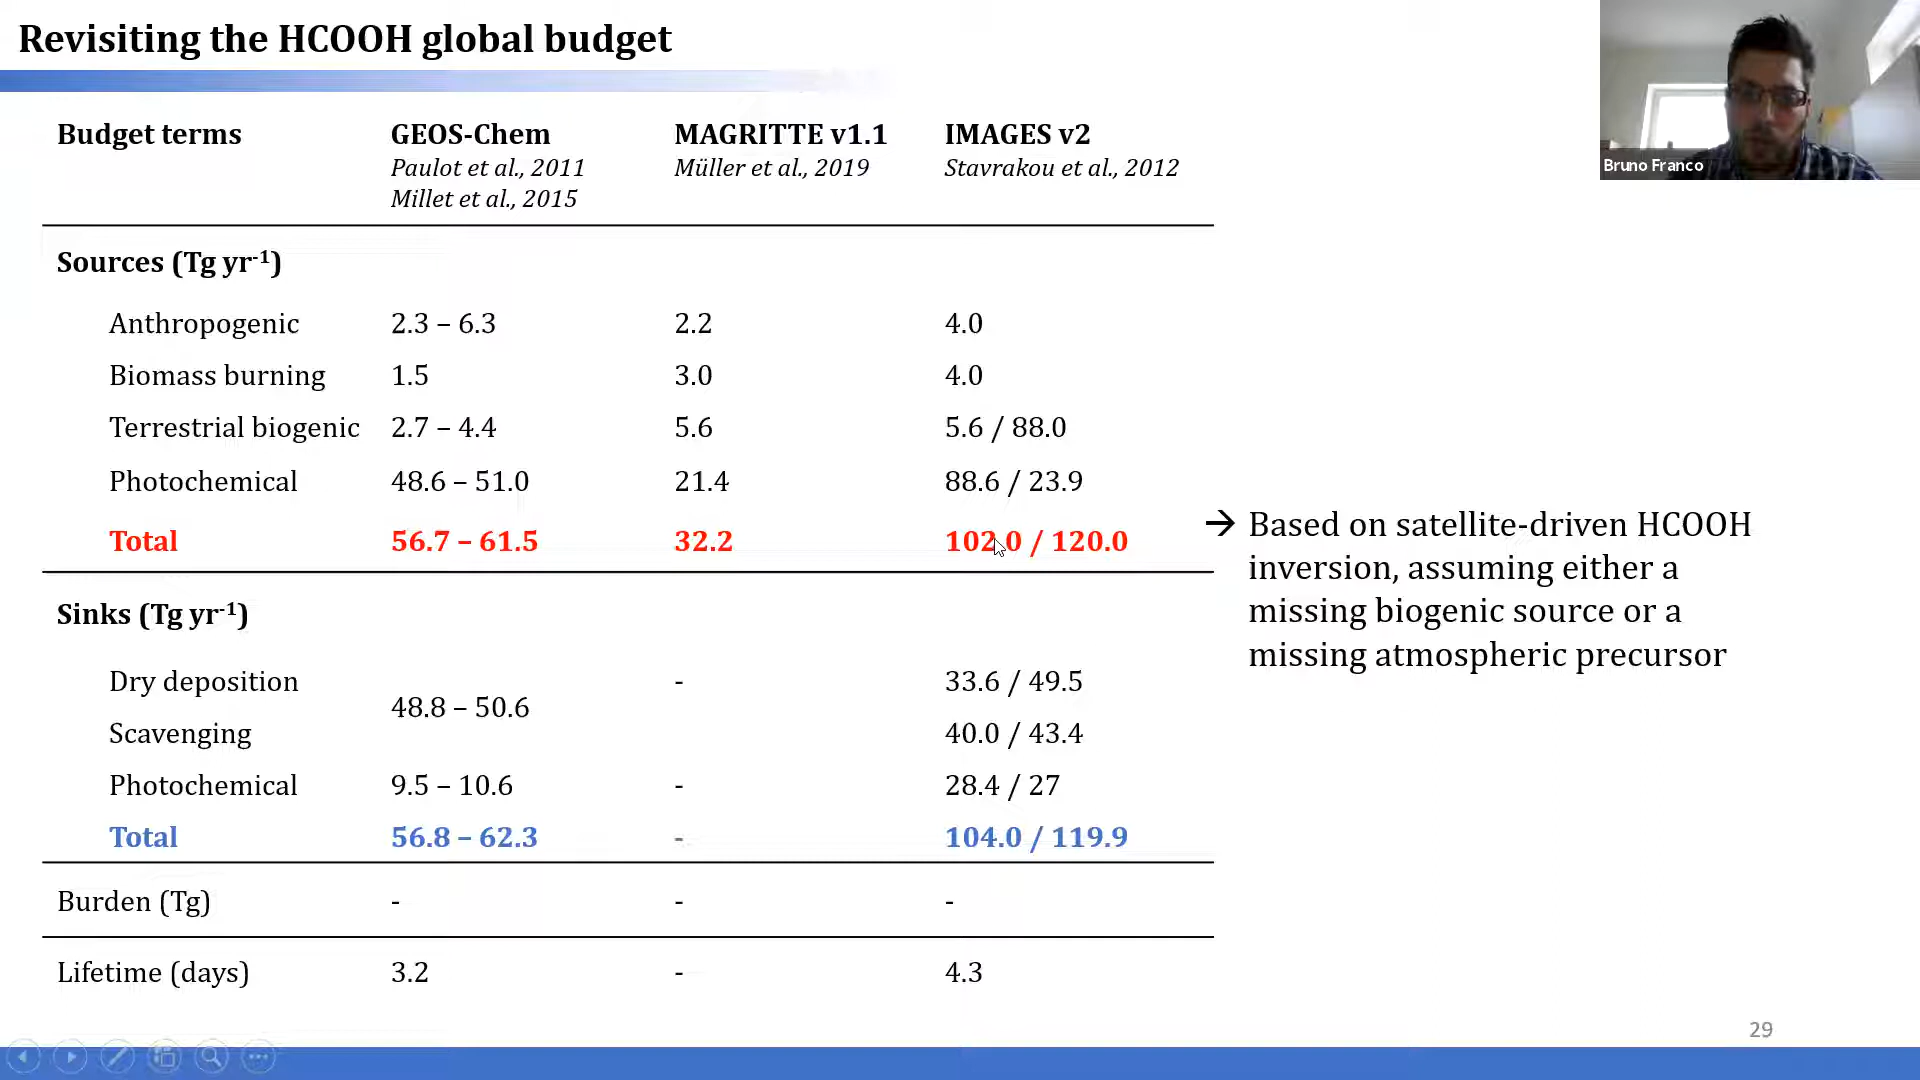 Revisiting the HCOOH global budget
Bruno Franco
Budget terms GEOS-Chem MAGRITTE v1.1 IMAGES v2
Paulot et al., 2011 Müller et al., 2019 Stavrakou et al., 2012
Millet et al., 2015
Sources (Tg yr-1)
Anthropogenic 2.3 – 6.3 2.2 4.0
Biomass burning 1.5 3.0 4.0
Terrestrial biogenic 2.7 – 4.4 5.6 5.6 / 88.0
Photochemical 48.6 – 51.0 21.4 88.6 / 23.9
Total 56.7 – 61.5 32.2 102.0 / 120.0
→ Based on satellite-driven HCOOH
inversion, assuming either a
missing biogenic source or a
missing atmospheric precursor
Sinks (Tg yr-1)
Dry deposition - 33.6 / 49.5
48.8 – 50.6
Scavenging 40.0 / 43.4
Photochemical 9.5 – 10.6 - 28.4 / 27
Total 56.8 – 62.3 - 104.0 / 119.9
Burden (Tg) - - -
Lifetime (days) 3.2 - 4.3
29